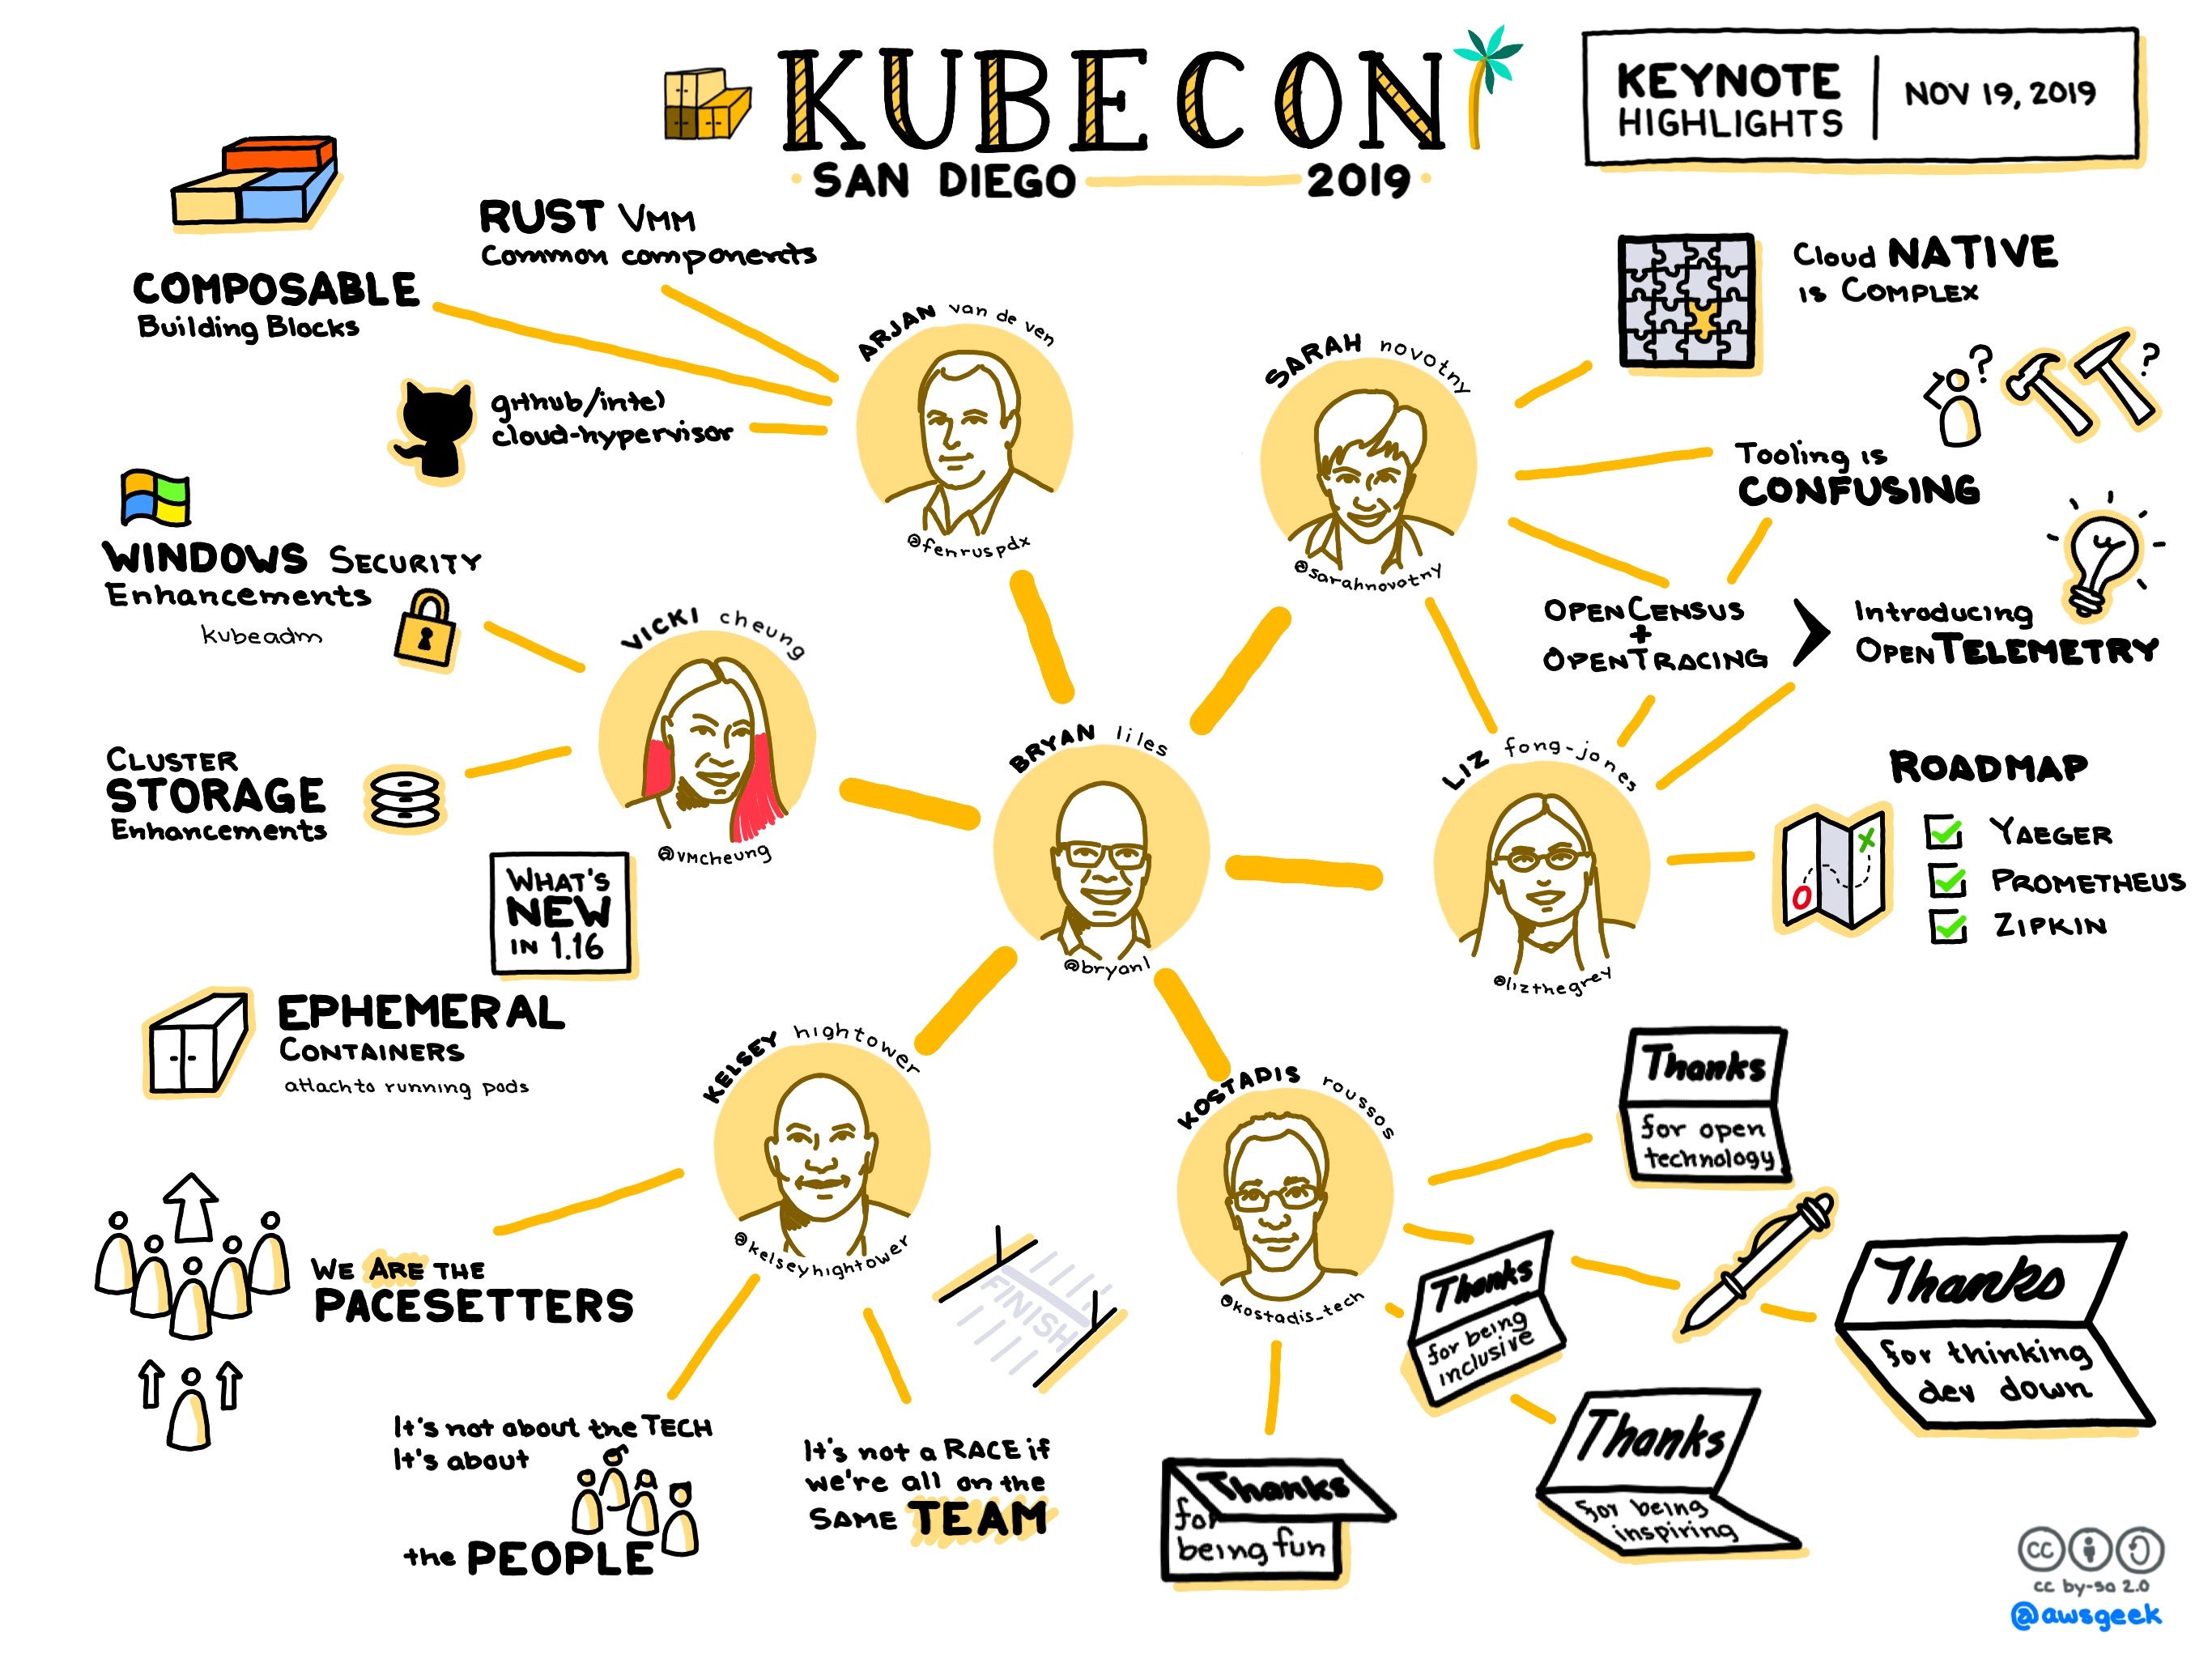 KUBECON
SAN DIEGO 2019
KEYNOTE
HIGHLIGHTS
NOV 19, 2019
RUST VMM
Common components
COMPOSABLE
Building Blocks
github/intel
cloud-hypervisor
ARJAN van de ven
@fenruspdx
SARAH novotny
@sarahnovotny
Cloud NATIVE
is COMPLEX
? ?
Tooling is
CONFUSING
OPENCENSUS
+
OPENTRACING
>
Introducing
OPENTELEMETRY
WINDOWS SECURITY
Enhancements
kubeadm
VICKI cheung
@vmcheung
CLUSTER
STORAGE
Enhancements
WHAT'S
NEW
IN 1.16
EPHEMERAL
CONTAINERS
attach to running pods
BRYAN liles
@bryanl
LIZ fong-jones
@lizthegrey
ROADMAP
YAEGER
PROMETHEUS
ZIPKIN
KELSEY hightower
@kelseyhightower
WE ARE THE
PACESETTERS
It's not about the TECH
It's about
the PEOPLE
FINISH
It's not a RACE if
we're all on the
SAME TEAM
KOSTADIS roussos
@kostadis_tech
Thanks
for open
technology
Thanks
for being
inclusive
Thanks
for thinking
dev down
Thanks
for being
inspiring
Thanks
for
being fun
cc
cc by-sa 2.0
@awsgeek